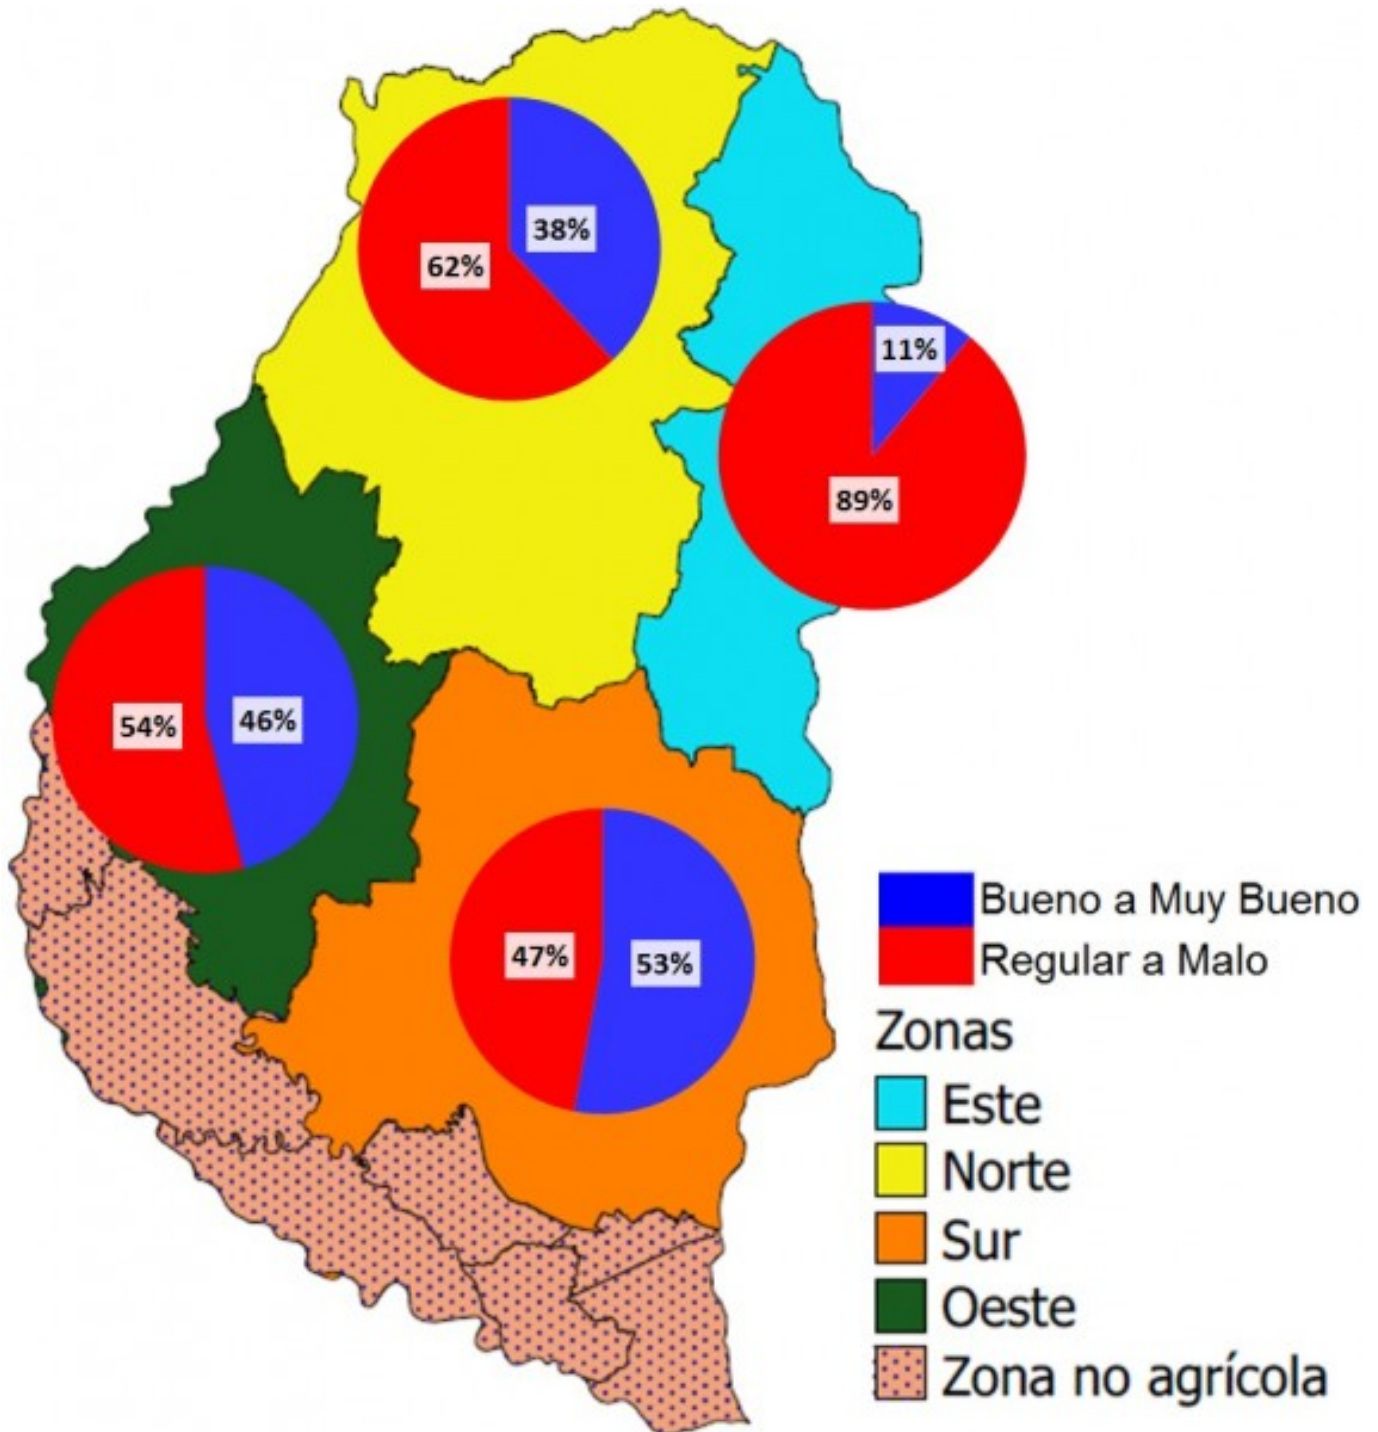 38%
62%
11%
89%
54%
46%
47%
53%
Bueno a Muy Bueno
Regular a Malo
Zonas
Este
Norte
Sur
Oeste
Zona no agrícola